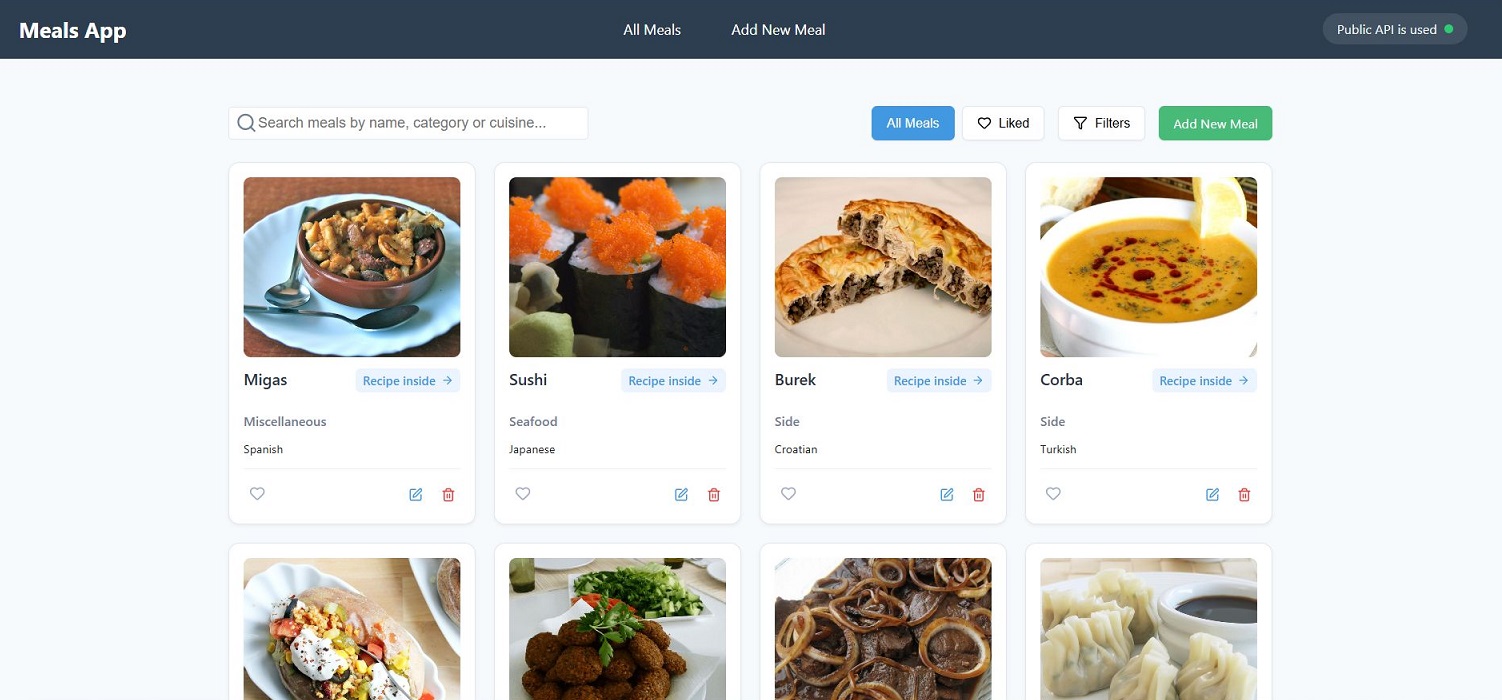 Meals App
All Meals
Add New Meal
Public API is used
Search meals by name, category or cuisine...
All Meals
Liked
Filters
Add New Meal
Migas
Recipe inside →
Miscellaneous
Spanish
Sushi
Recipe inside →
Seafood
Japanese
Burek
Recipe inside →
Side
Croatian
Corba
Recipe inside →
Side
Turkish